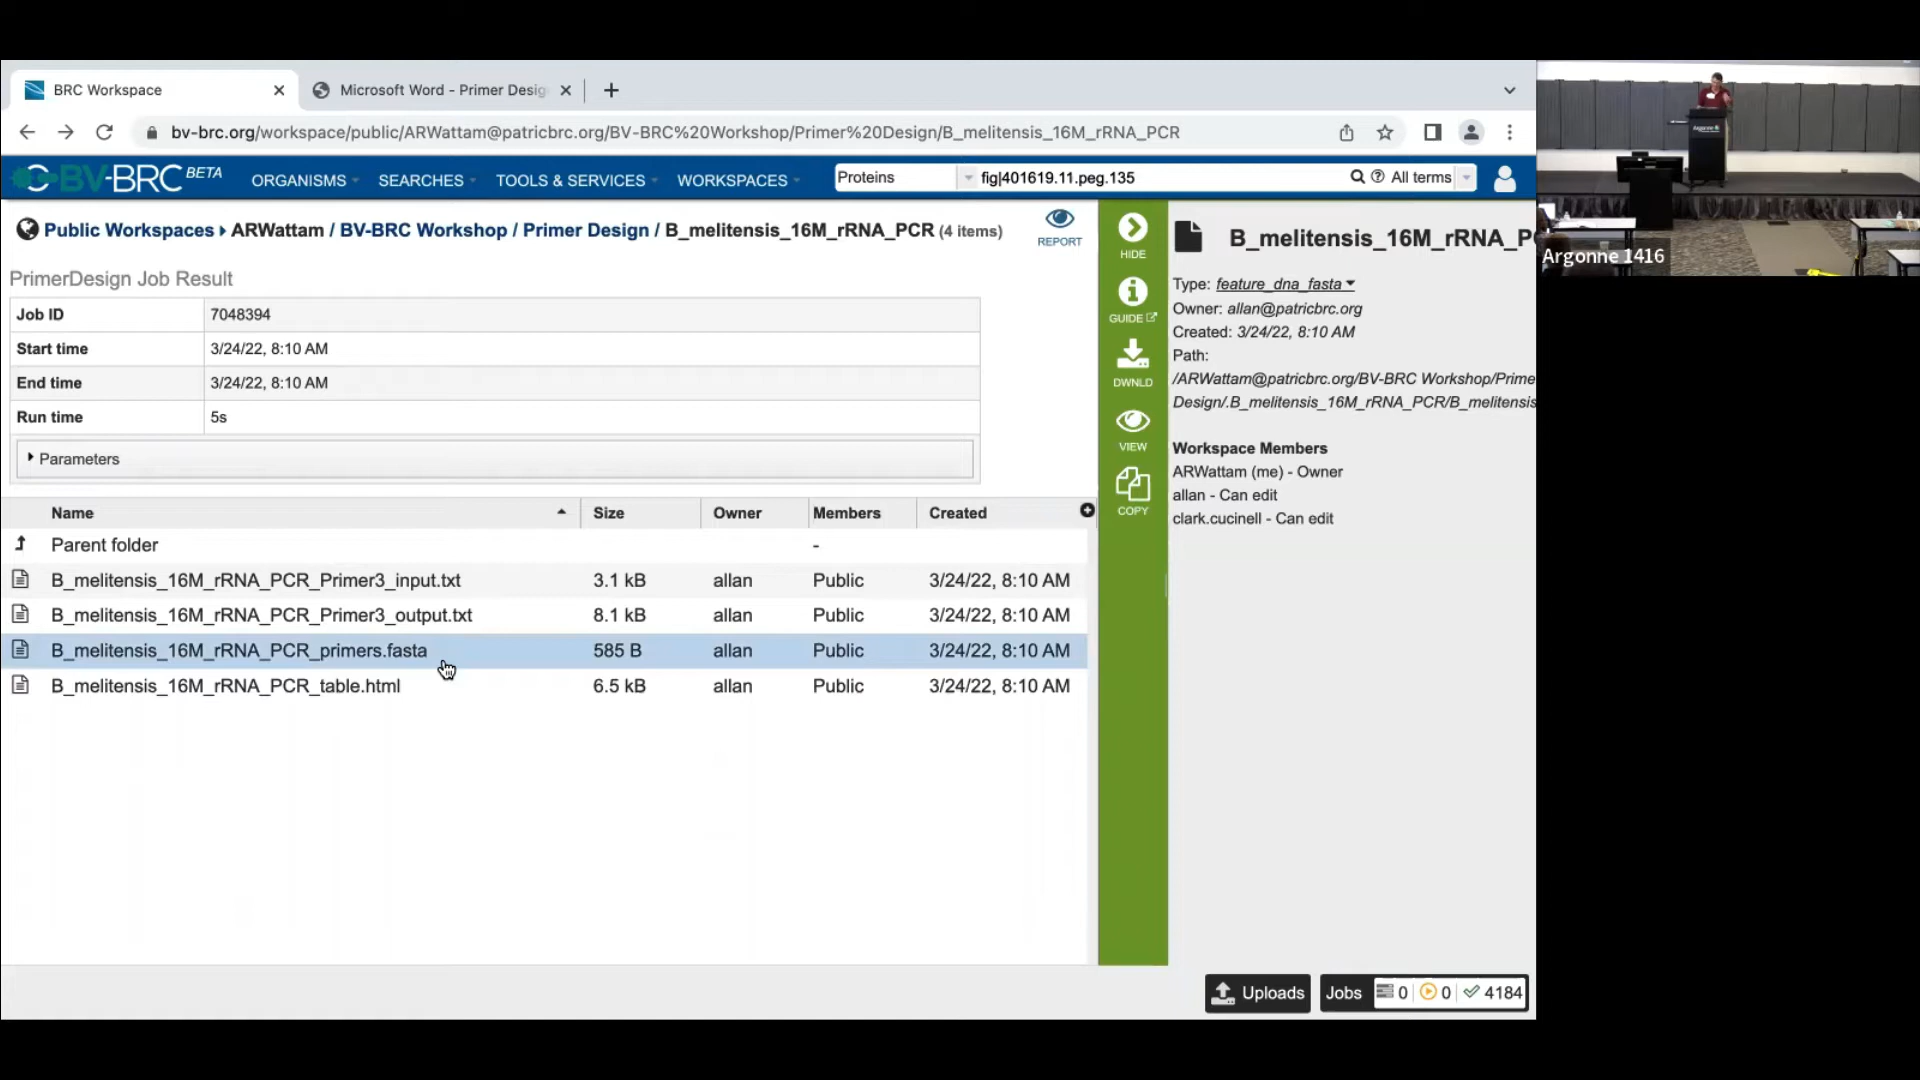 BRC Workspace
Microsoft Word - Primer Desig
bv-brc.org/workspace/public/ARWattam@patricbrc.org/BV-BRC%20Workshop/Primer%20Design/B_melitensis_16M_rRNA_PCR
BV-BRC BETA
ORGANISMS
SEARCHES
TOOLS & SERVICES
WORKSPACES
Proteins
fig|401619.11.peg.135
All terms
Public Workspaces ARWattam / BV-BRC Workshop / Primer Design / B_melitensis_16M_rRNA_PCR (4 items)
REPORT
PrimerDesign Job Result
Job ID 7048394
Start time 3/24/22, 8:10 AM
End time 3/24/22, 8:10 AM
Run time 5s
Parameters
Name Size Owner Members Created
Parent folder -
B_melitensis_16M_rRNA_PCR_Primer3_input.txt 3.1 kB allan Public 3/24/22, 8:10 AM
B_melitensis_16M_rRNA_PCR_Primer3_output.txt 8.1 kB allan Public 3/24/22, 8:10 AM
B_melitensis_16M_rRNA_PCR_primers.fasta 585 B allan Public 3/24/22, 8:10 AM
B_melitensis_16M_rRNA_PCR_table.html 6.5 kB allan Public 3/24/22, 8:10 AM
HIDE
GUIDE
DWNLD
VIEW
COPY
B_melitensis_16M_rRNA_P
Type: feature_dna_fasta
Owner: allan@patricbrc.org
Created: 3/24/22, 8:10 AM
Path:
/ARWattam@patricbrc.org/BV-BRC Workshop/Prime
Design/.B_melitensis_16M_rRNA_PCR/B_melitensis
Workspace Members
ARWattam (me) - Owner
allan - Can edit
clark.cucinell - Can edit
Uploads
Jobs 0 0 4184
Argonne
Argonne 1416